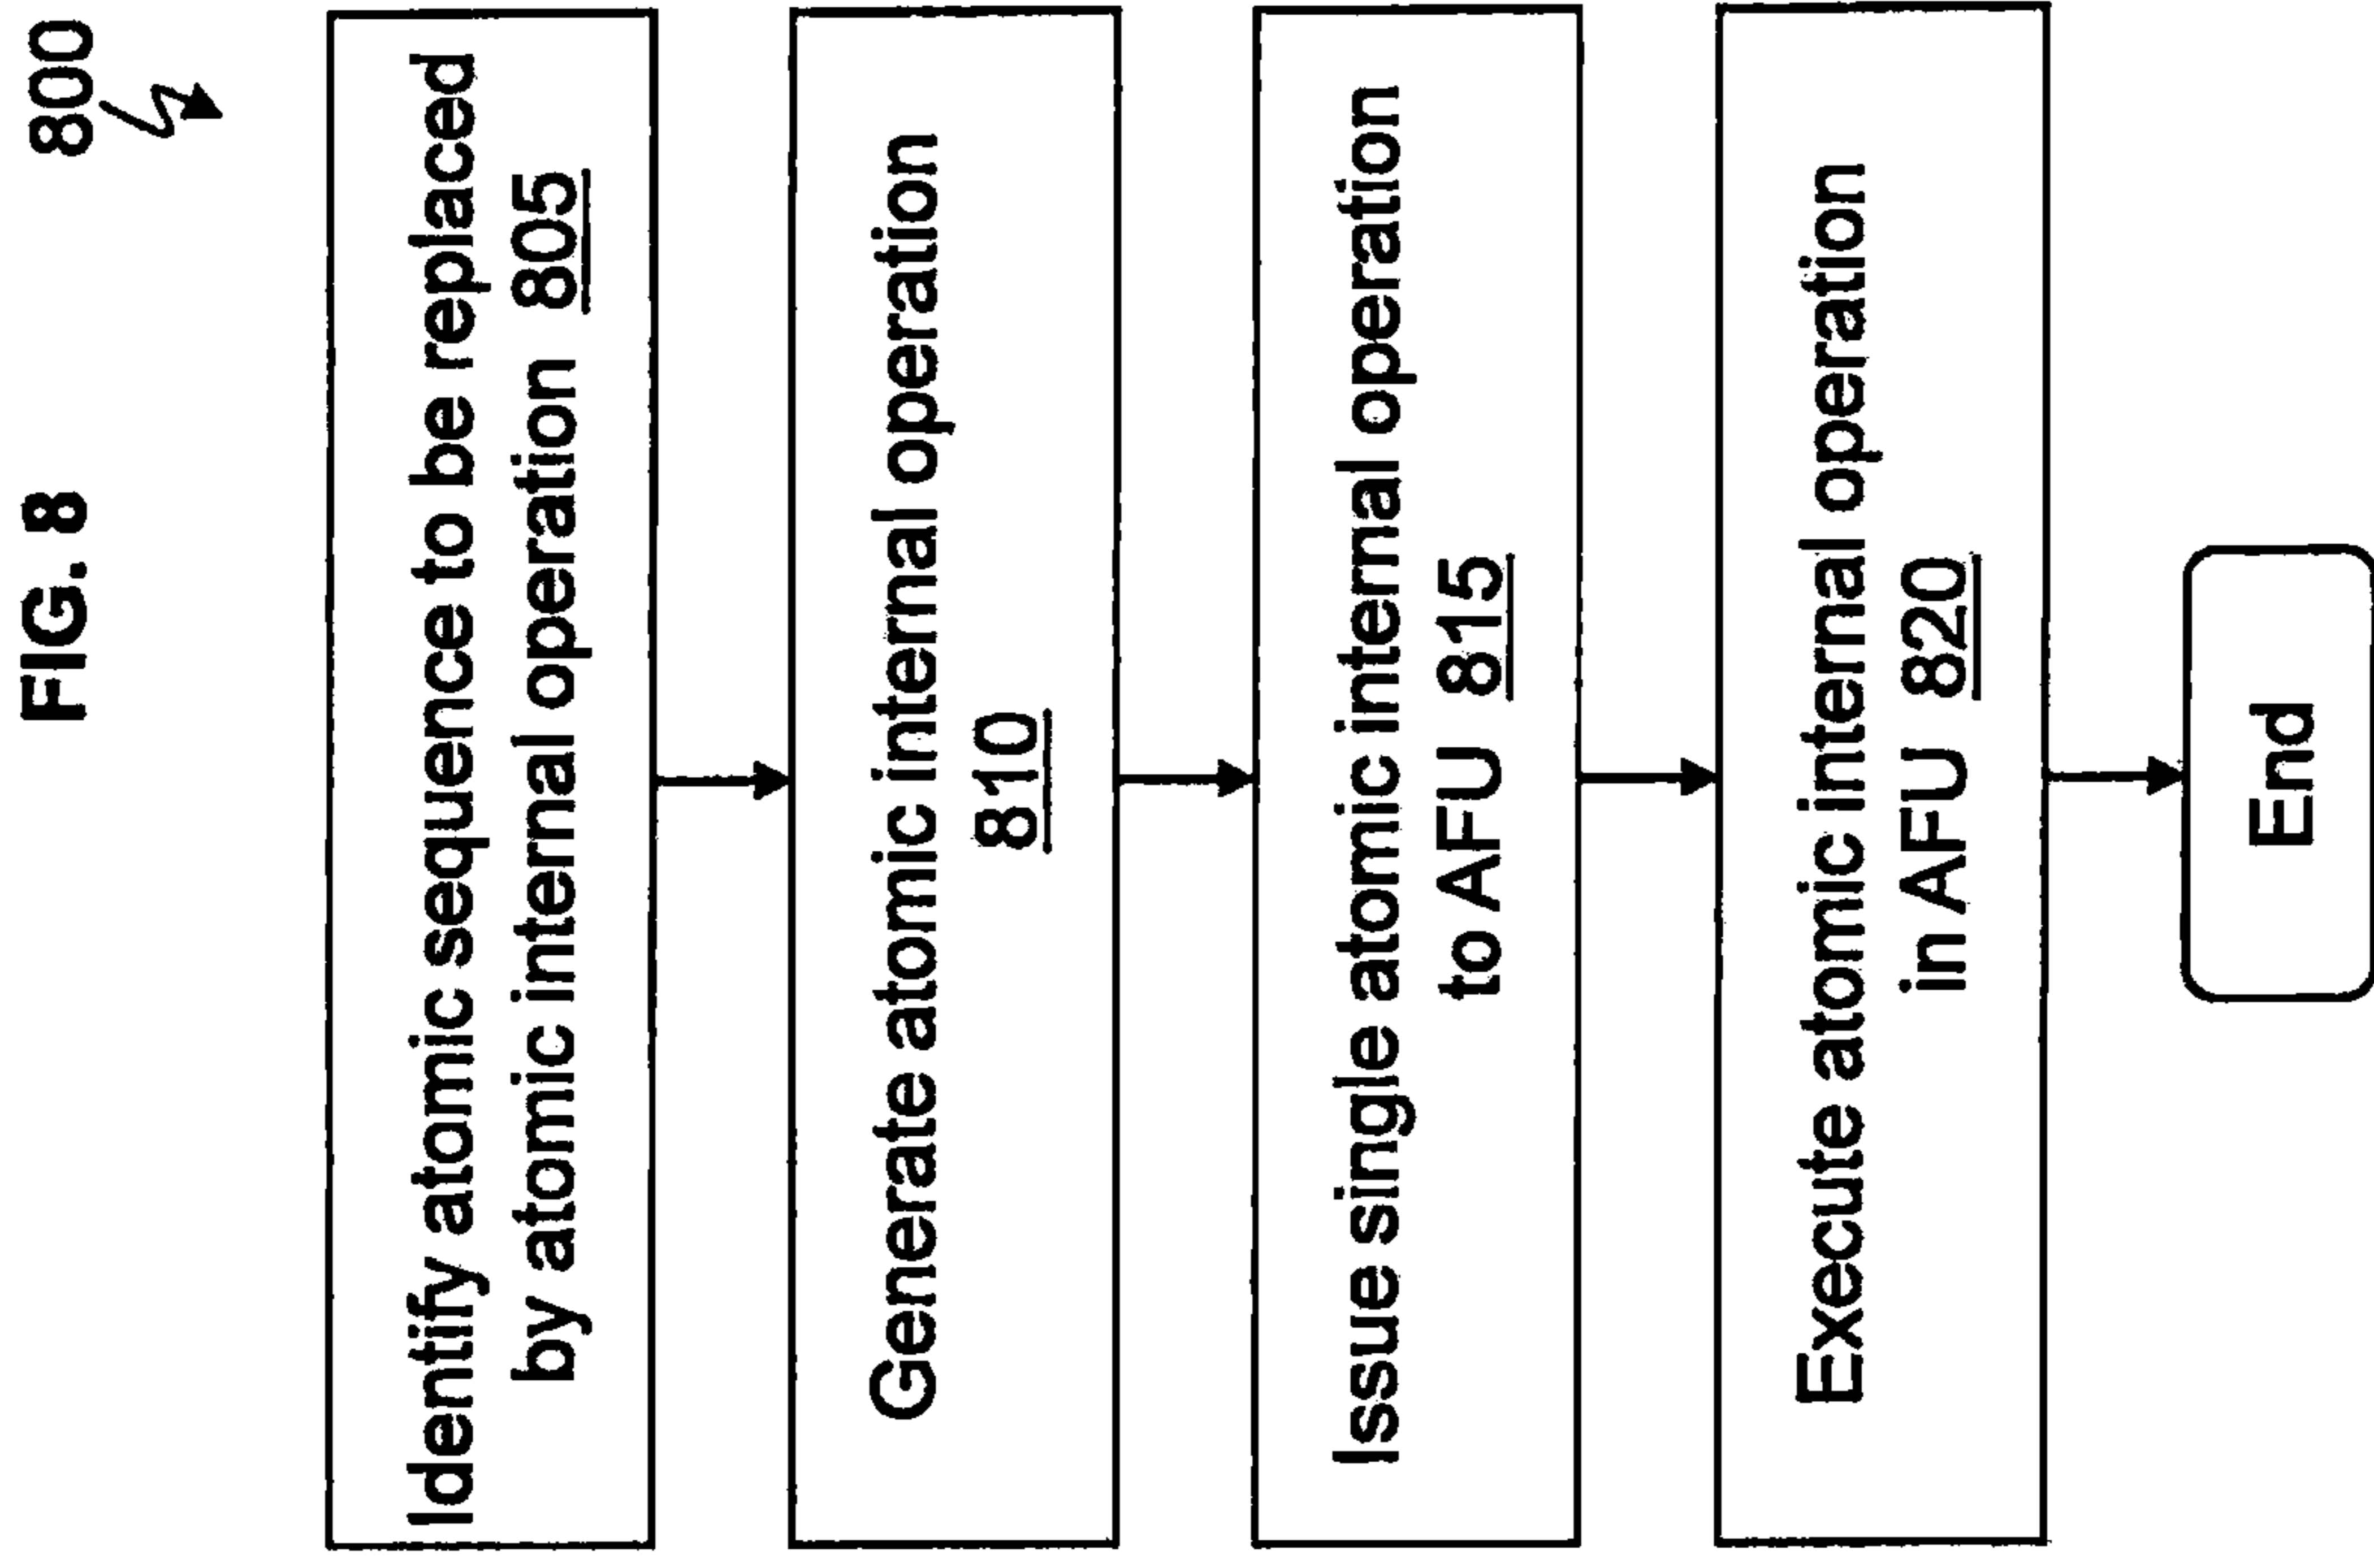 FIG. 8
800
Identify atomic sequence to be replaced
by atomic internal operation 805
Generate atomic internal operation
810
Issue single atomic internal operation
to AFU 815
Execute atomic internal operation
in AFU 820
End